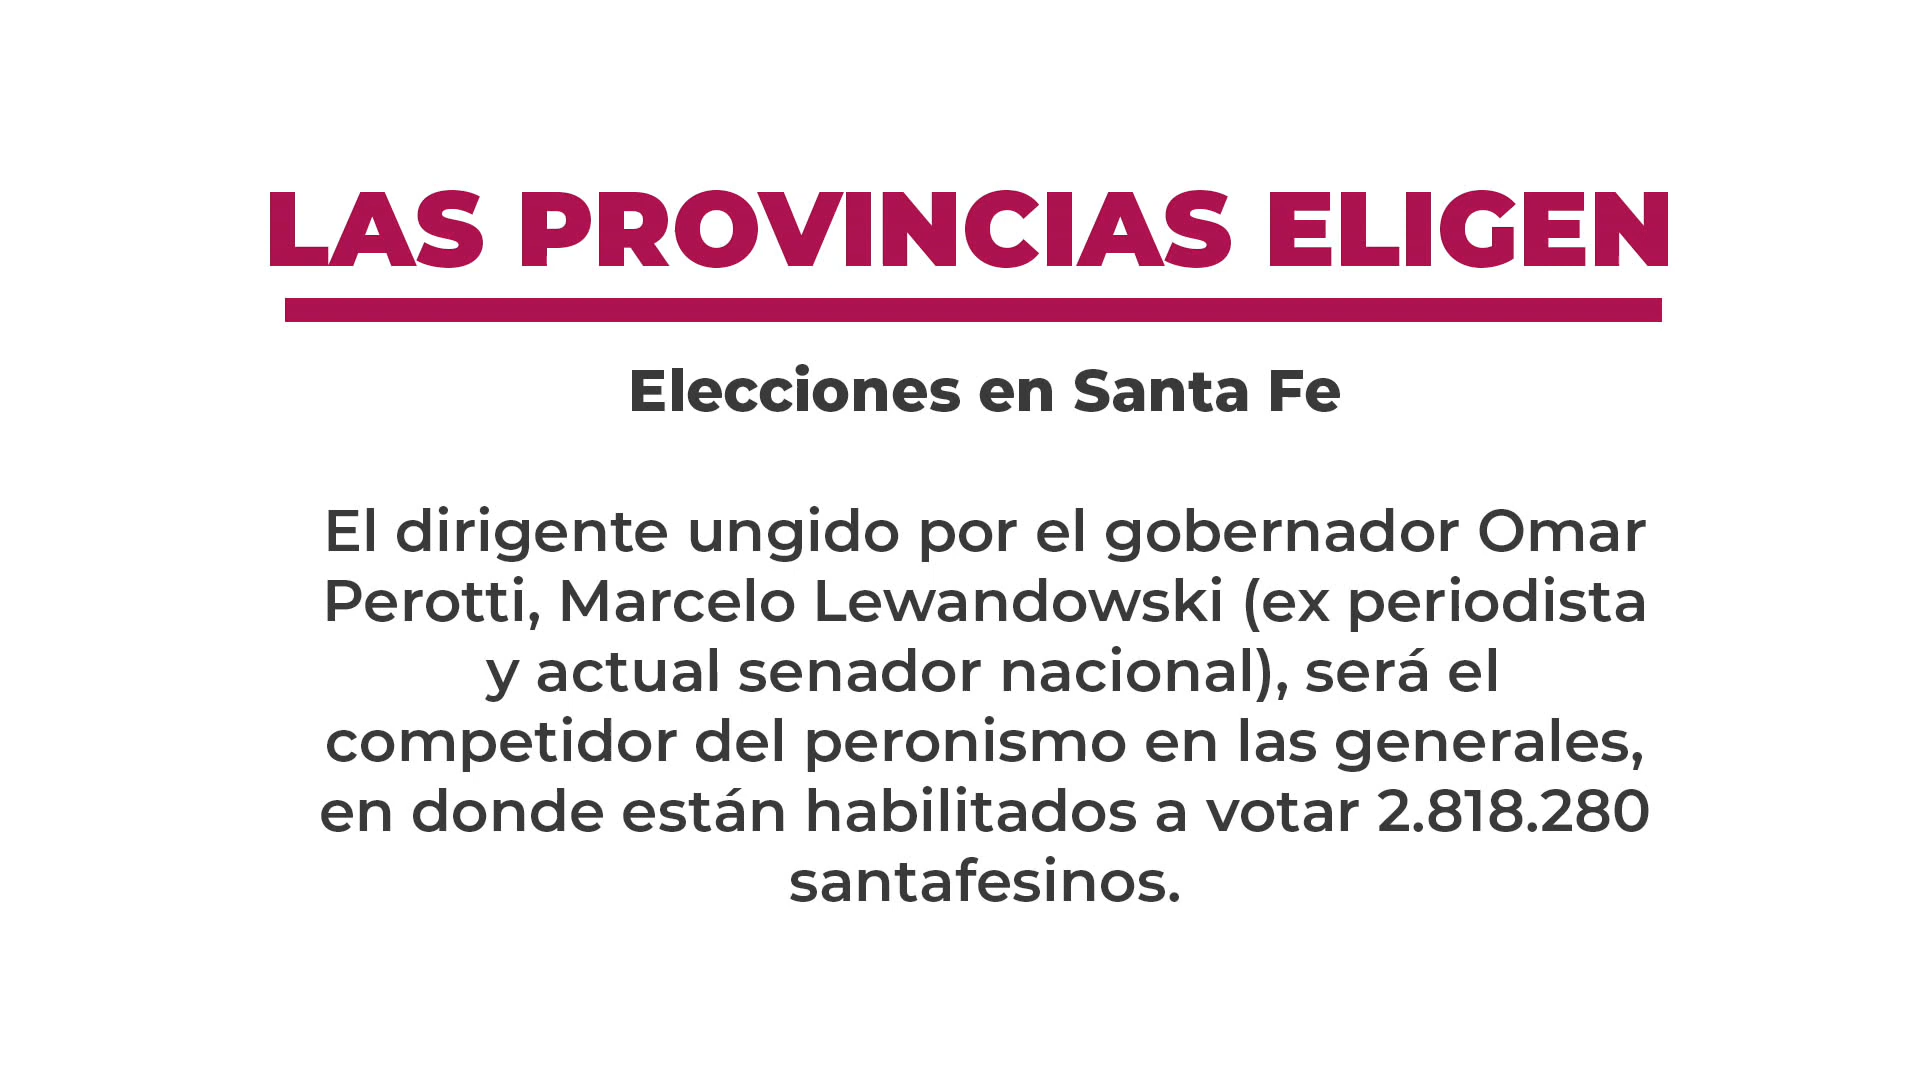 LAS PROVINCIAS ELIGEN
Elecciones en Santa Fe
El dirigente ungido por el gobernador Omar
Perotti, Marcelo Lewandowski (ex periodista
y actual senador nacional), será el
competidor del peronismo en las generales,
en donde están habilitados a votar 2.818.280
santafesinos.